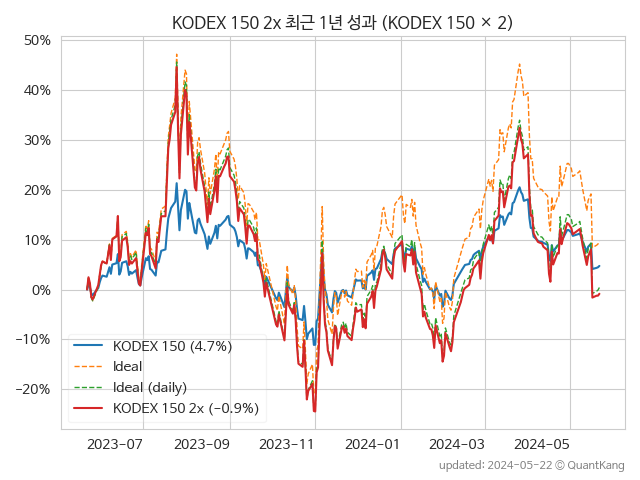 KODEX 150 2x 최근 1년 성과 (KODEX 150 × 2)
50%
40%
30%
20%
10%
0%
−10%
−20%
KODEX 150 (4.7%)
Ideal
Ideal (daily)
KODEX 150 2x (−0.9%)
2023−07 2023−09 2023−11 2024−01 2024−03 2024−05
updated: 2024−05−22 © QuantKang